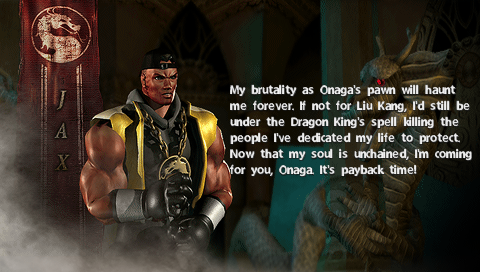 JAX
My brutality as Onaga's pawn will haunt
me forever. If not for Liu Kang, I'd still be
under the Dragon King's spell killing the
people I've dedicated my life to protect.
Now that my soul is unchained, I'm coming
for you, Onaga. It's payback time!